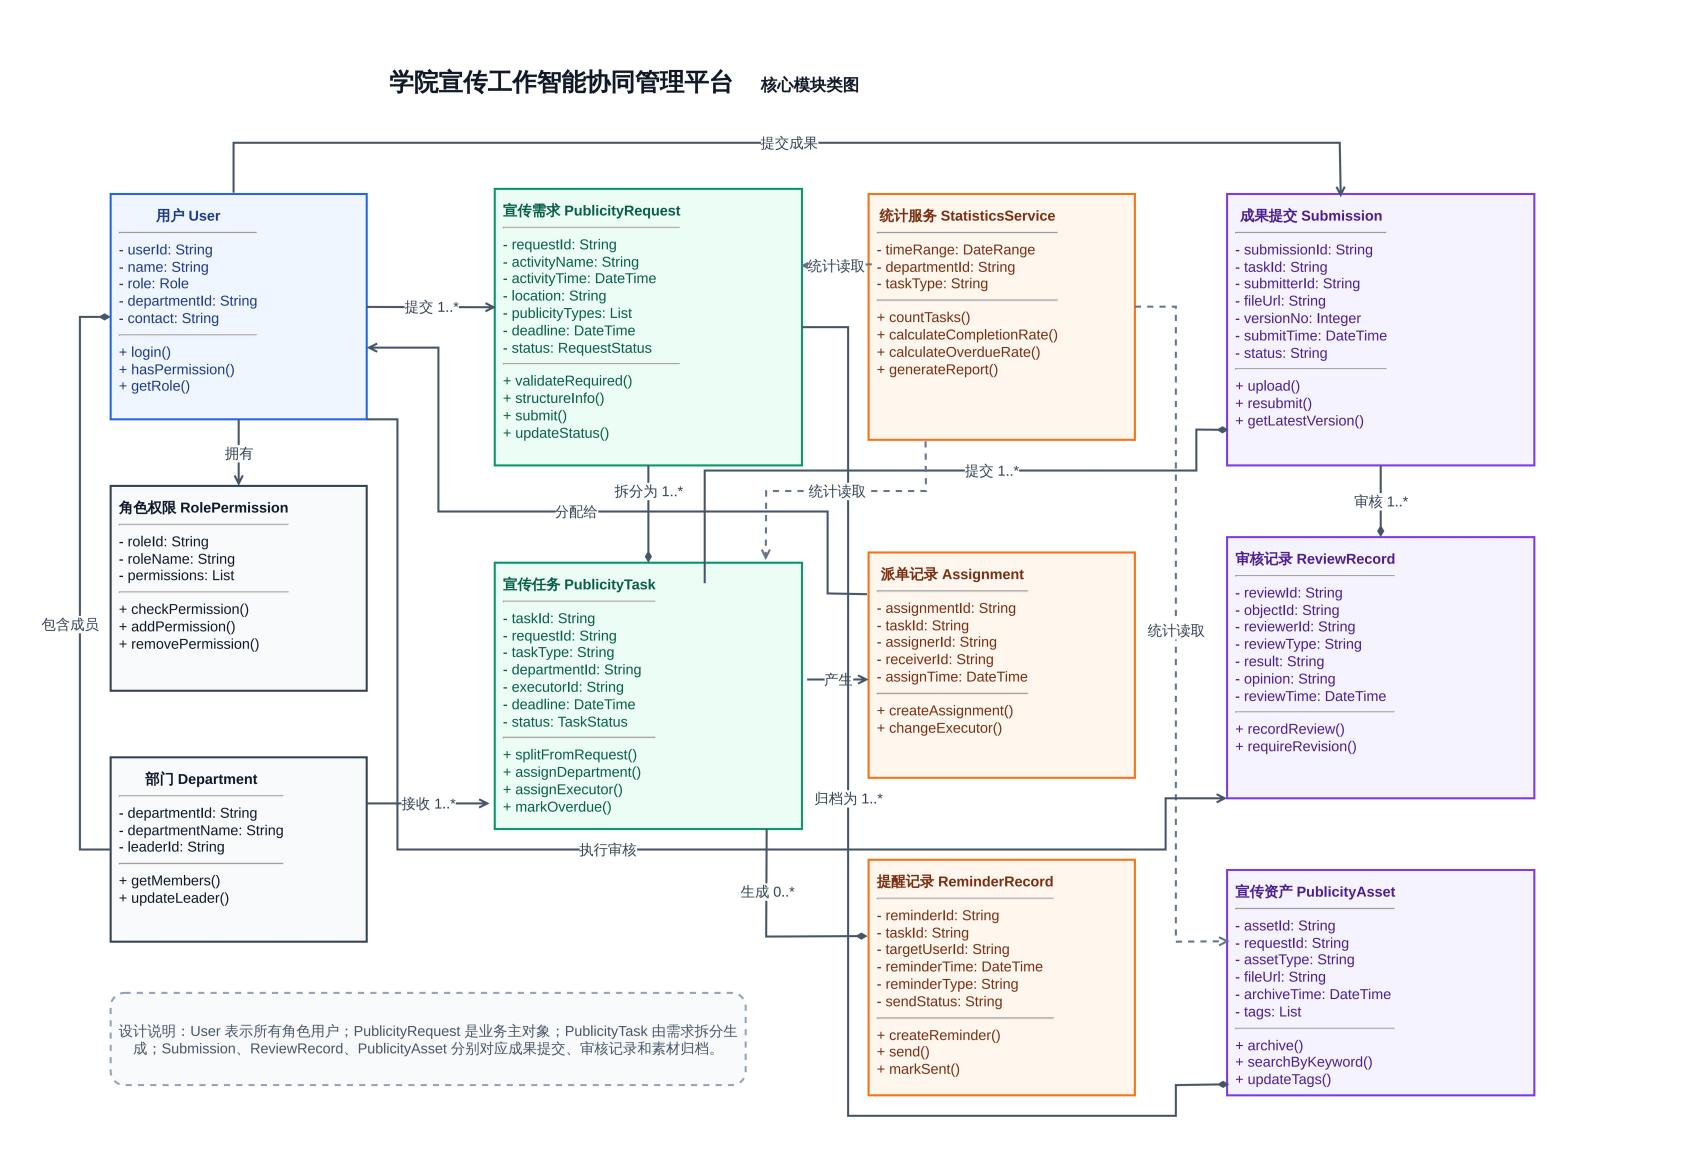 学院宣传工作智能协同管理平台 核心模块类图
提交成果
用户 User
- userId: String
- name: String
- role: Role
- departmentId: String
- contact: String
+ login()
+ hasPermission()
+ getRole()
提交 1..*
宣传需求 PublicityRequest
- requestId: String
- activityName: String
- activityTime: DateTime
- location: String
- publicityTypes: List
- deadline: DateTime
- status: RequestStatus
+ validateRequired()
+ structureInfo()
+ submit()
+ updateStatus()
统计读取
统计服务 StatisticsService
- timeRange: DateRange
- departmentId: String
- taskType: String
+ countTasks()
+ calculateCompletionRate()
+ calculateOverdueRate()
+ generateReport()
成果提交 Submission
- submissionId: String
- taskId: String
- submitterId: String
- fileUrl: String
- versionNo: Integer
- submitTime: DateTime
- status: String
+ upload()
+ resubmit()
+ getLatestVersion()
拥有
拆分为 1..*
统计读取
提交 1..*
分配给
审核 1..*
角色权限 RolePermission
- roleId: String
- roleName: String
- permissions: List
+ checkPermission()
+ addPermission()
+ removePermission()
包含成员
宣传任务 PublicityTask
- taskId: String
- requestId: String
- taskType: String
- departmentId: String
- executorId: String
- deadline: DateTime
- status: TaskStatus
+ splitFromRequest()
+ assignDepartment()
+ assignExecutor()
+ markOverdue()
产生
派单记录 Assignment
- assignmentId: String
- taskId: String
- assignerId: String
- receiverId: String
- assignTime: DateTime
+ createAssignment()
+ changeExecutor()
统计读取
审核记录 ReviewRecord
- reviewId: String
- objectId: String
- reviewerId: String
- reviewType: String
- result: String
- opinion: String
- reviewTime: DateTime
+ recordReview()
+ requireRevision()
部门 Department
- departmentId: String
- departmentName: String
- leaderId: String
+ getMembers()
+ updateLeader()
接收 1..*
归档为 1..*
执行审核
生成 0..*
提醒记录 ReminderRecord
- reminderId: String
- taskId: String
- targetUserId: String
- reminderTime: DateTime
- reminderType: String
- sendStatus: String
+ createReminder()
+ send()
+ markSent()
宣传资产 PublicityAsset
- assetId: String
- requestId: String
- assetType: String
- fileUrl: String
- archiveTime: DateTime
- tags: List
+ archive()
+ searchByKeyword()
+ updateTags()
设计说明：User 表示所有角色用户；PublicityRequest 是业务主对象；PublicityTask 由需求拆分生
成；Submission、ReviewRecord、PublicityAsset 分别对应成果提交、审核记录和素材归档。